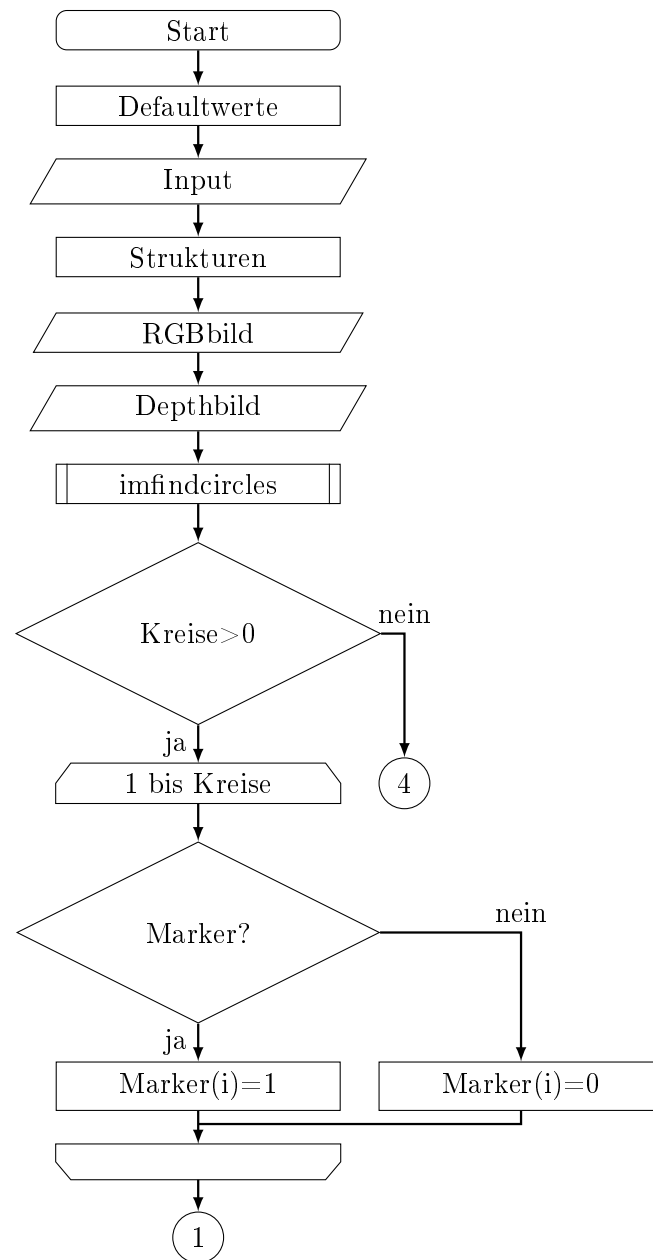 Start
Defaultwerte
Input
Strukturen
RGBbild
Depthbild
imfindcircles
Kreise>0
nein
ja
1 bis Kreise
4
Marker?
nein
ja
Marker(i)=1
Marker(i)=0
1